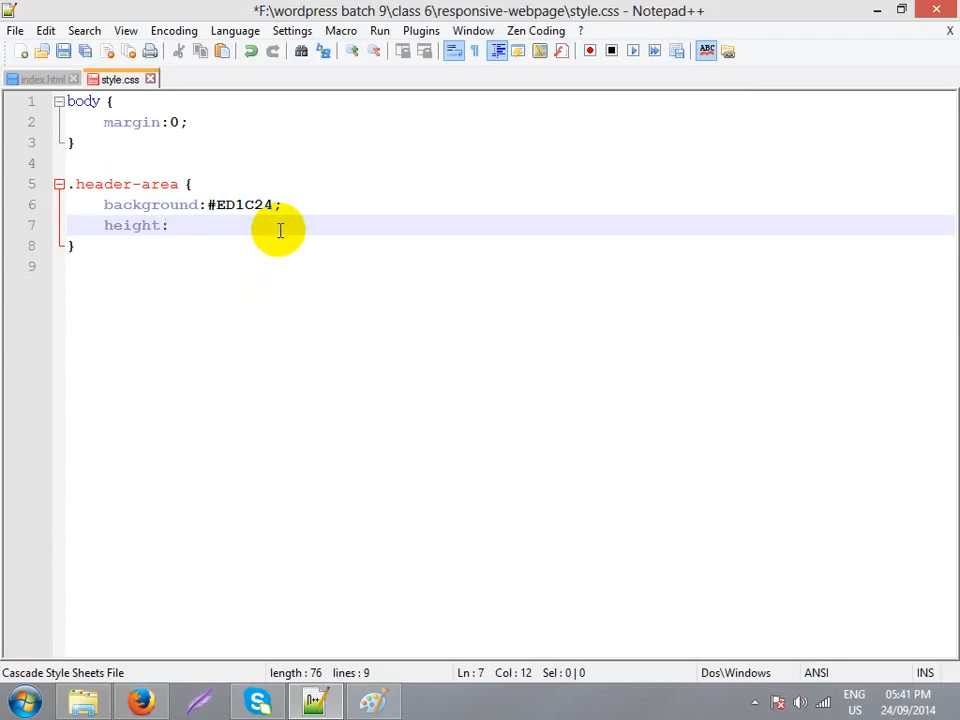 *F:\wordpress batch 9\class 6\responsive-webpage\style.css - Notepad++
File Edit Search View Encoding Language Settings Macro Run Plugins Window Zen Coding ? X
ABC
index.html style.css
1 body {
2 margin:0;
3 }
4
5 .header-area {
6 background:#ED1C24;
7 height:
8 }
9
Cascade Style Sheets File length : 76 lines : 9 Ln : 7 Col : 12 Sel : 0 | 0 Dos\Windows ANSI INS
ENG 05:41 PM
US 24/09/2014